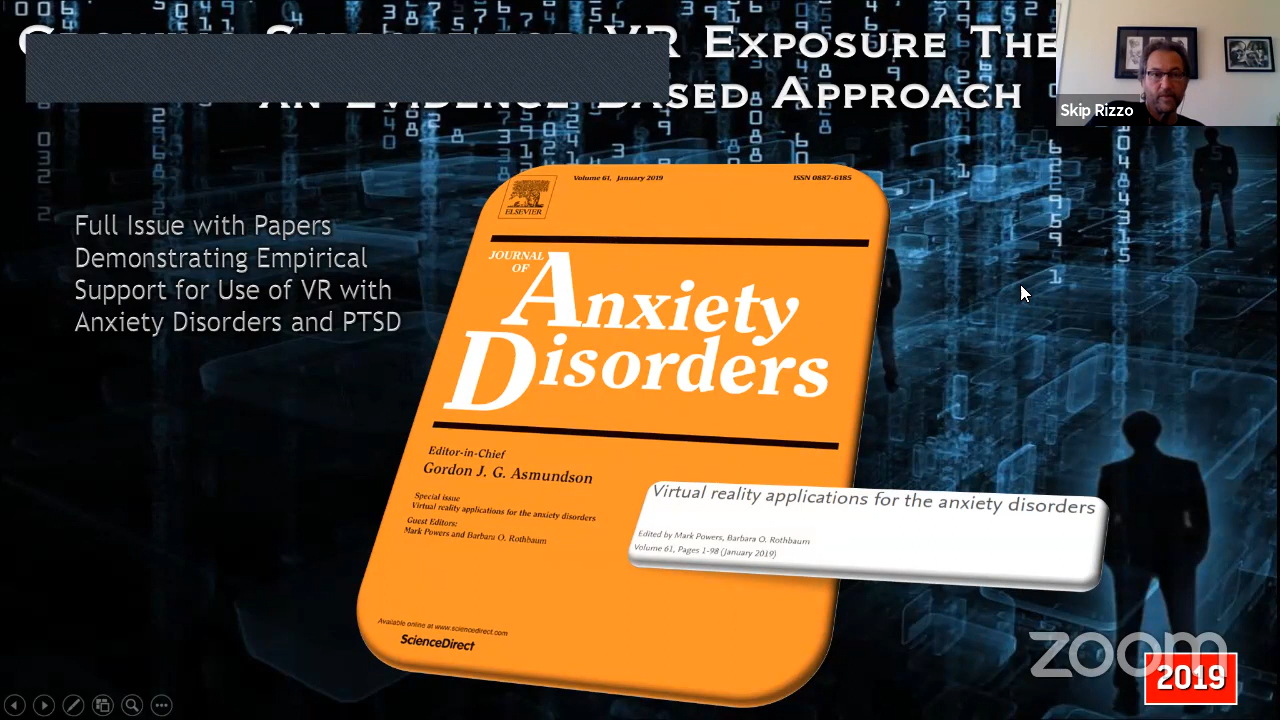 VR Exposure The
Based Approach
Skip Rizzo
Full Issue with Papers
Demonstrating Empirical
Support for Use of VR with
Anxiety Disorders and PTSD
Volume 61, January 2019
ISSN 0887-6185
ELSEVIER
JOURNAL
OF
Anxiety
Disorders
Editor-in-Chief
Gordon J. G. Asmundson
Special issue
Virtual reality applications for the anxiety disorders
Guest Editors:
Mark Powers and Barbara O. Rothbaum
Virtual reality applications for the anxiety disorders
Edited by Mark Powers, Barbara O. Rothbaum
Volume 61, Pages 1-98 (January 2019)
Available online at www.sciencedirect.com
ScienceDirect
zoom
2019